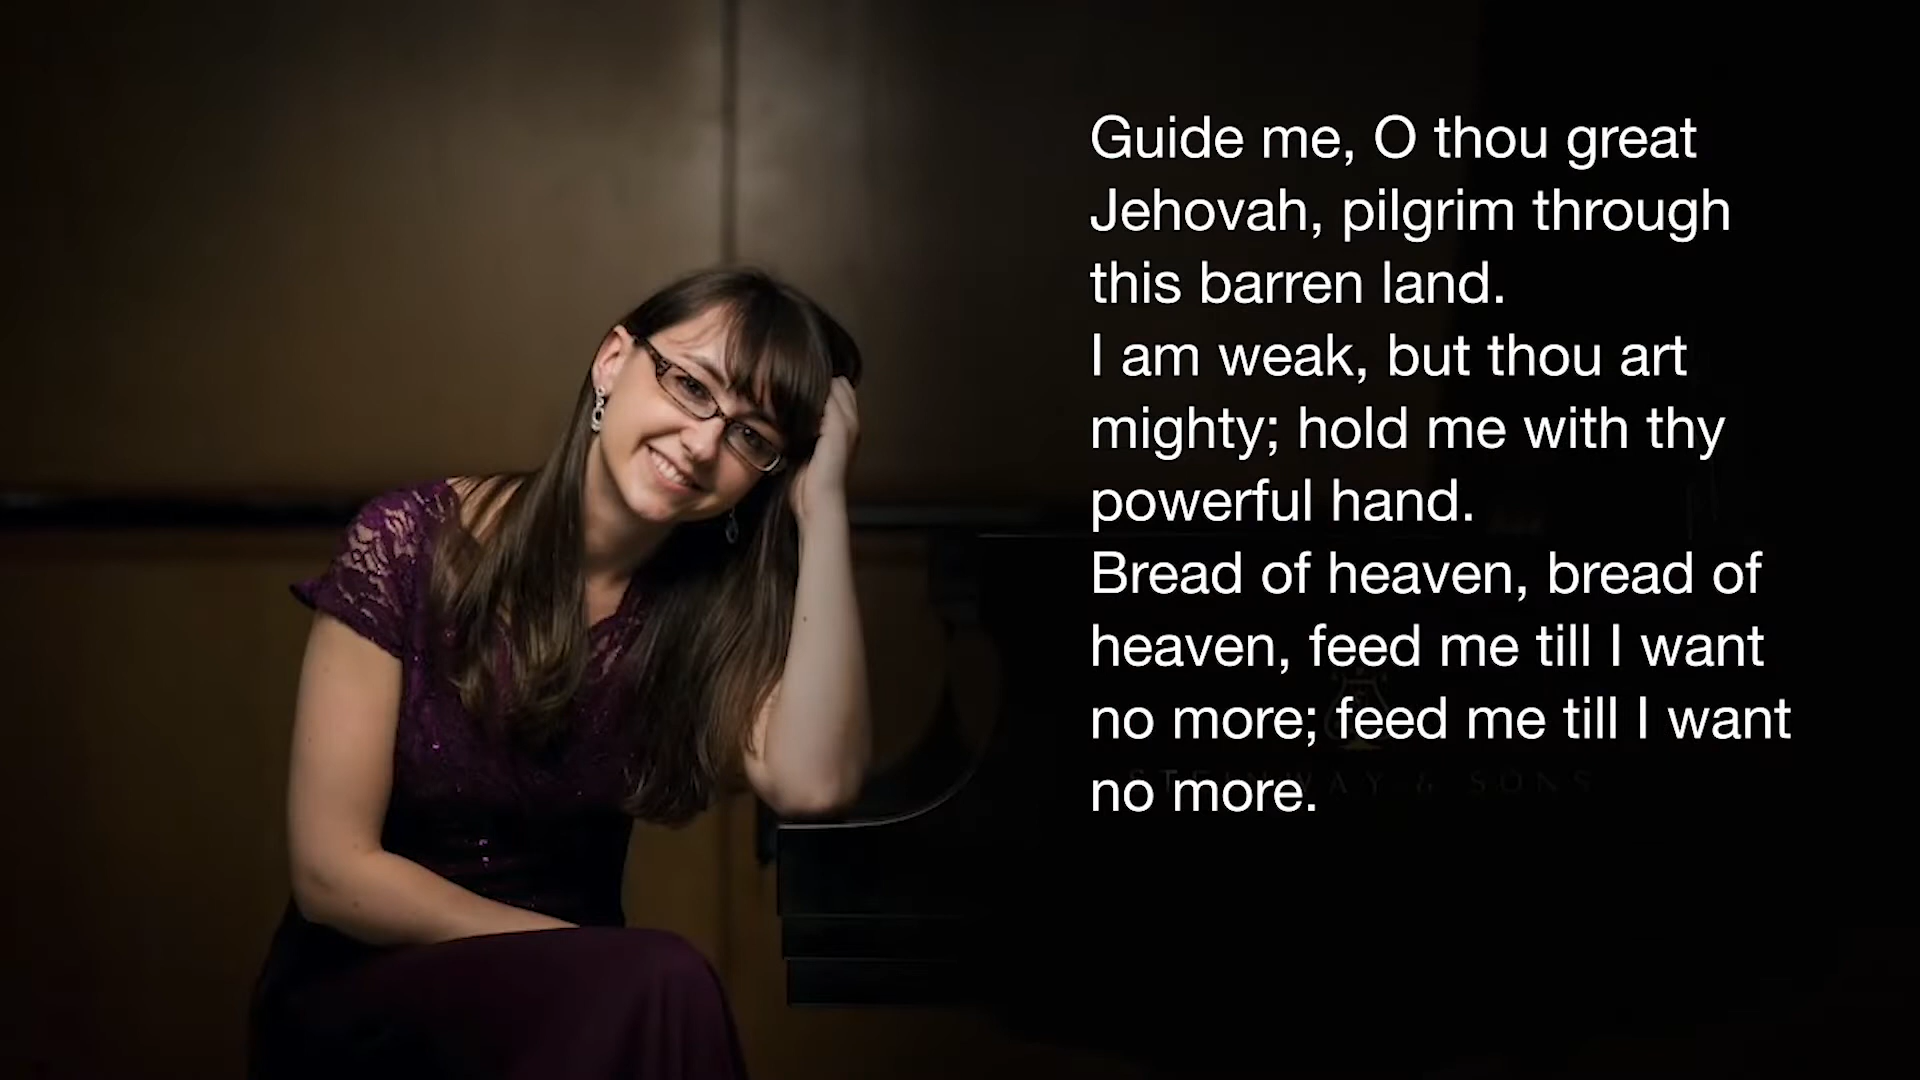 Guide me, O thou great
Jehovah, pilgrim through
this barren land.
I am weak, but thou art
mighty; hold me with thy
powerful hand.
Bread of heaven, bread of
heaven, feed me till I want
no more; feed me till I want
no more.
STEINWAY & SONS